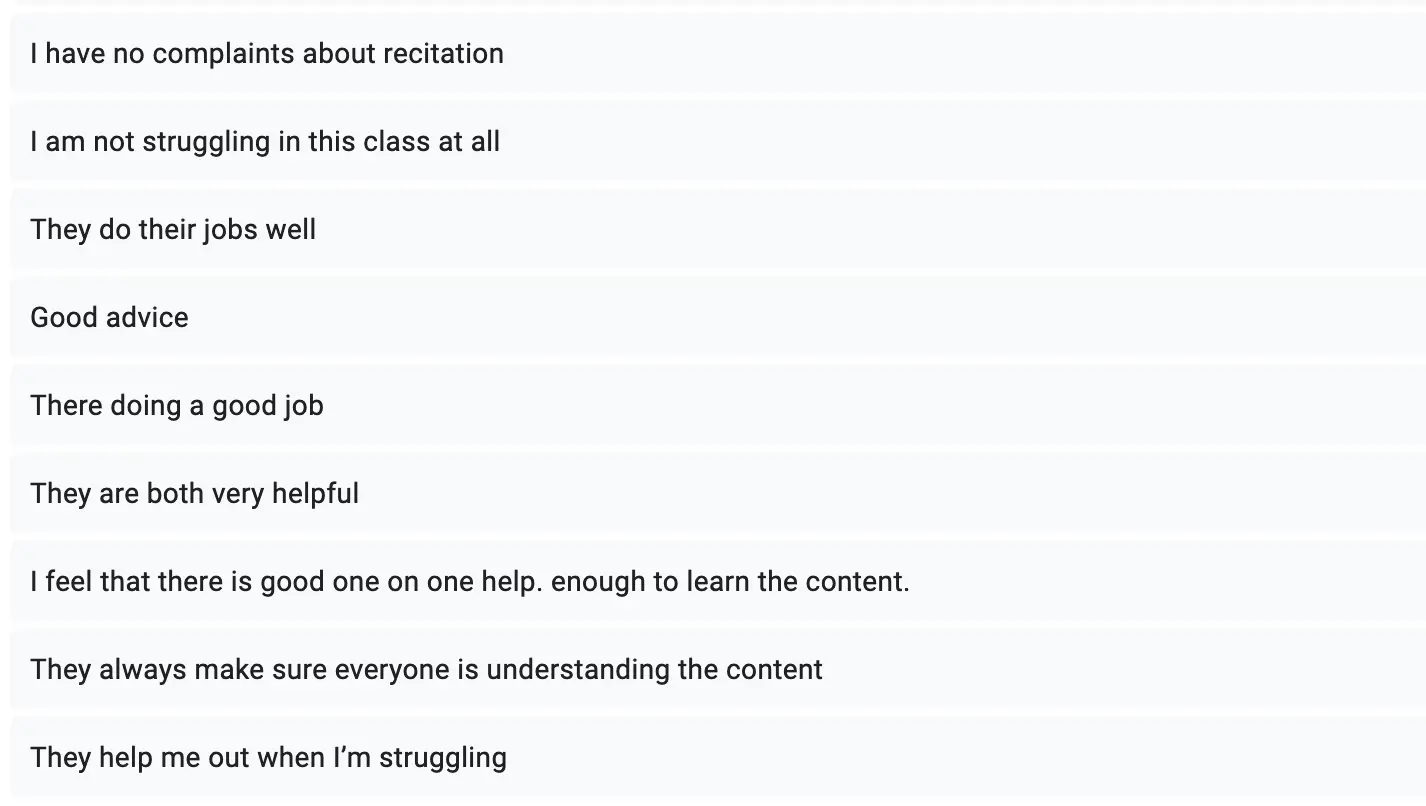 I have no complaints about recitation
I am not struggling in this class at all
They do their jobs well
Good advice
There doing a good job
They are both very helpful
I feel that there is good one on one help. enough to learn the content.
They always make sure everyone is understanding the content
They help me out when I’m struggling